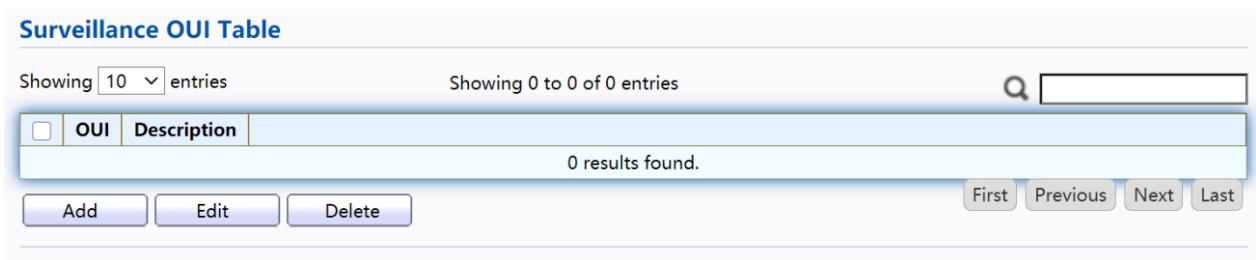 Surveillance OUI Table
Showing 10 entries Showing 0 to 0 of 0 entries
OUI Description
0 results found.
First Previous Next Last
Add Edit Delete